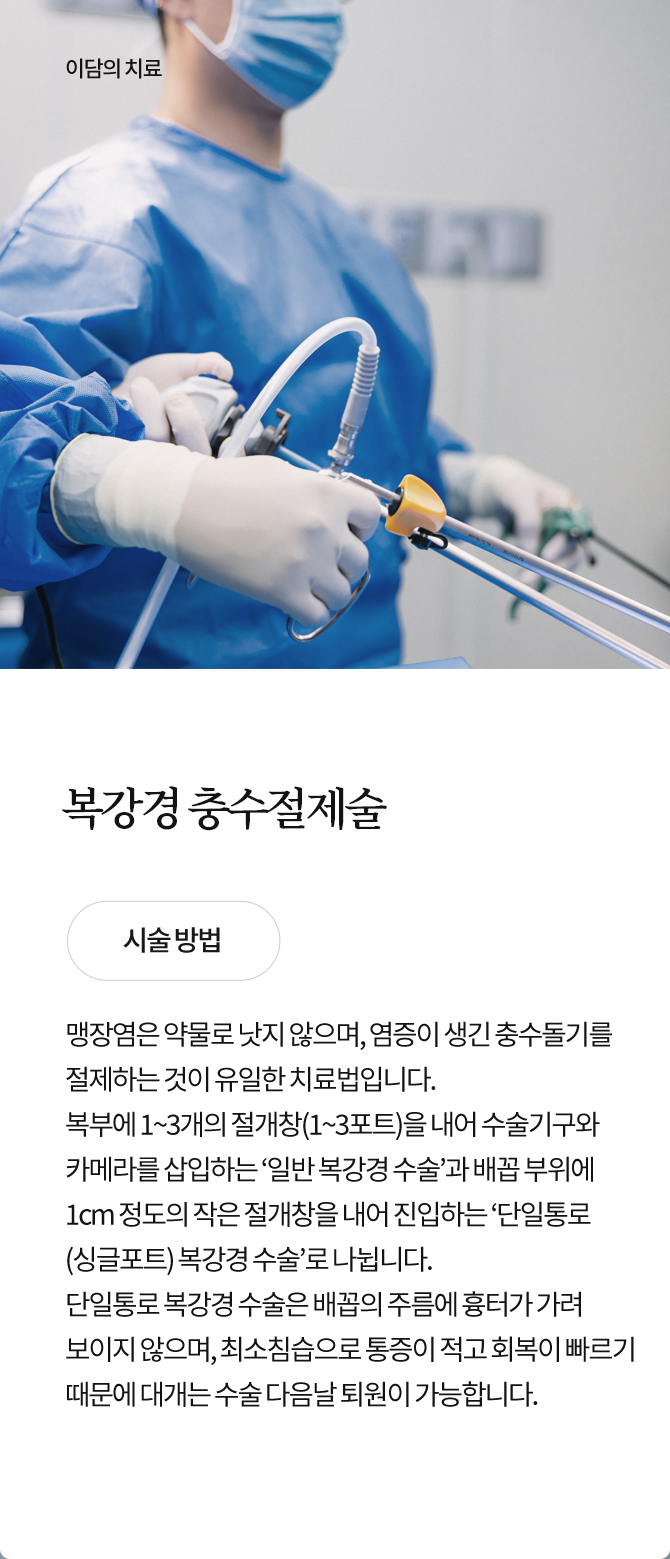 이담의 치료
복강경 충수절제술
시술 방법
맹장염은 약물로 낫지 않으며, 염증이 생긴 충수돌기를
절제하는 것이 유일한 치료법입니다.
복부에 1~3개의 절개창(1~3포트)을 내어 수술기구와
카메라를 삽입하는 ‘일반 복강경 수술’과 배꼽 부위에
1cm 정도의 작은 절개창을 내어 진입하는 ‘단일통로
(싱글포트) 복강경 수술’로 나뉩니다.
단일통로 복강경 수술은 배꼽의 주름에 흉터가 가려
보이지 않으며, 최소침습으로 통증이 적고 회복이 빠르기
때문에 대개는 수술 다음날 퇴원이 가능합니다.